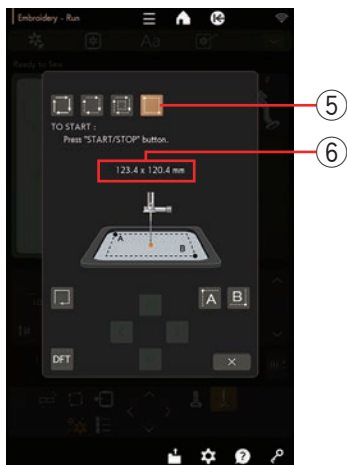 Embroidery - Run
Aa
Ready to Sew
⑤
TO START :
Press "START/STOP" button.
⑥
123.4 x 120.4 mm
A
B
A B
DFT
×
?